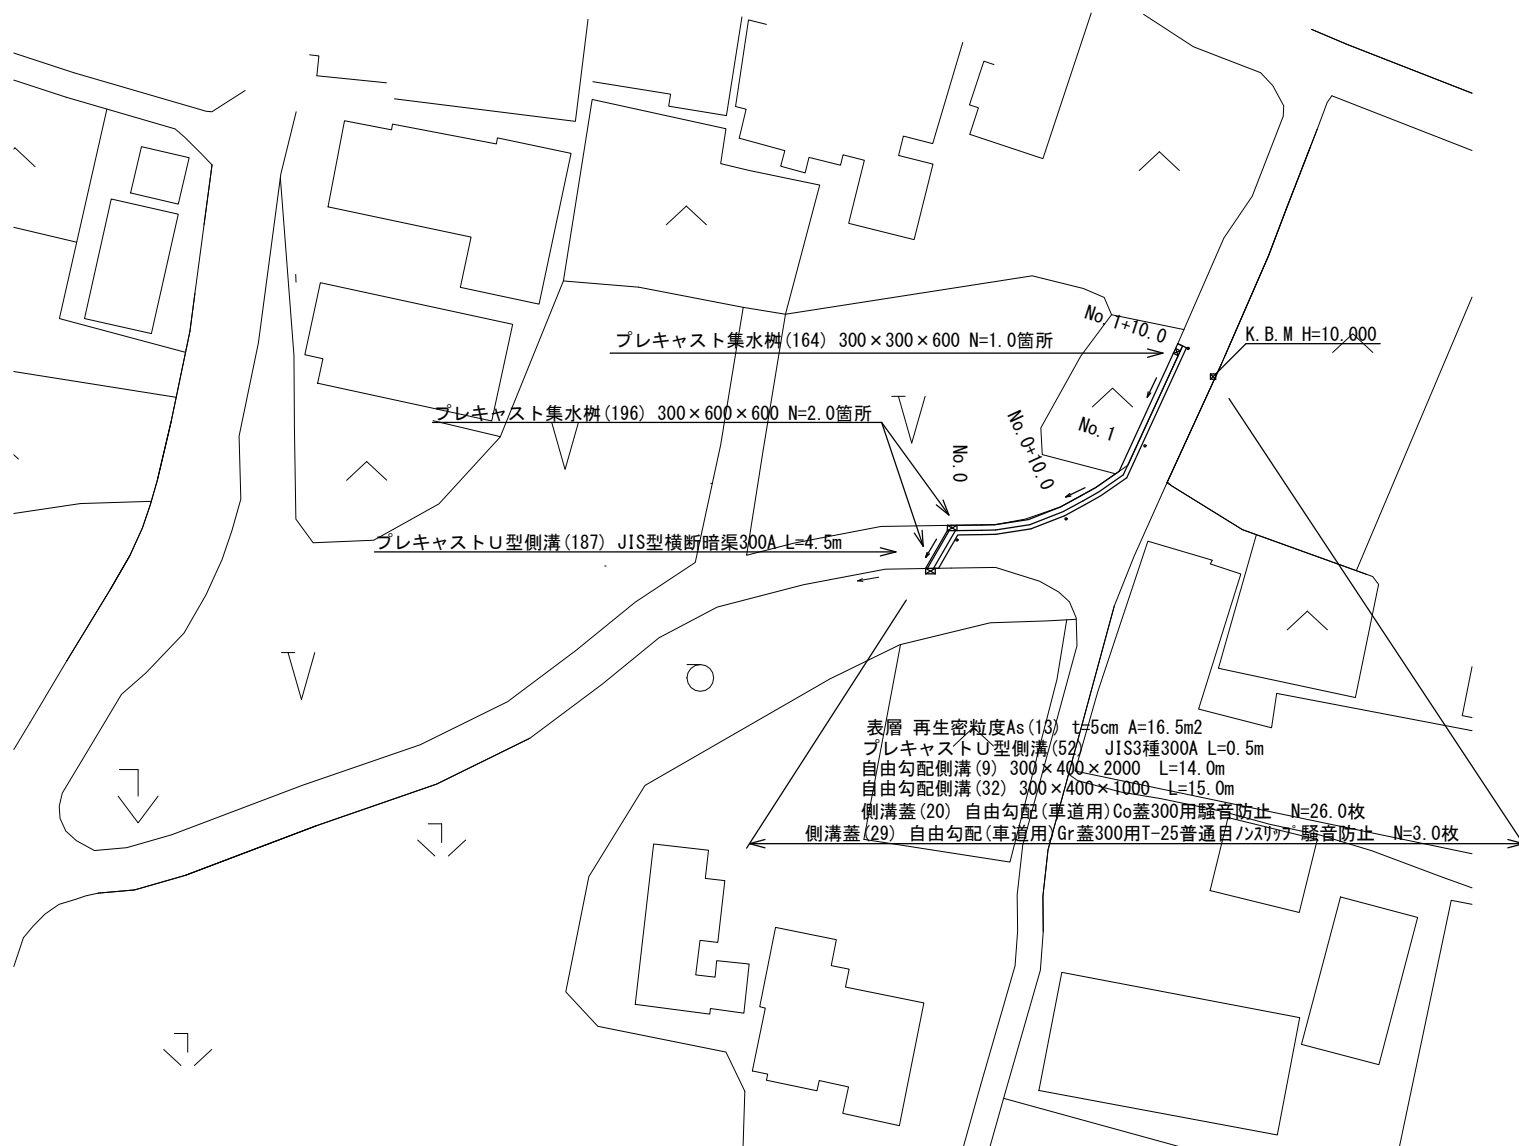 No. 1+10.0
プレキャスト集水桝(164) 300×300×600 N=1.0箇所
K.B.M H=10.000
プレキャスト集水桝(196) 300×600×600 N=2.0箇所
No. 1
No. 0+10.0
No. 0
プレキャストU型側溝(187) JIS型横断暗渠300A L=4.5m
表層 再生密粒度As(13) t=5cm A=16.5m2
プレキャストU型側溝(52) JIS3種300A L=0.5m
自由勾配側溝(9) 300×400×2000 L=14.0m
自由勾配側溝(32) 300×400×1000 L=15.0m
側溝蓋(20) 自由勾配(車道用)Co蓋300用騒音防止 N=26.0枚
側溝蓋(29) 自由勾配(車道用)Gr蓋300用T-25普通目ノンスリップ騒音防止 N=3.0枚